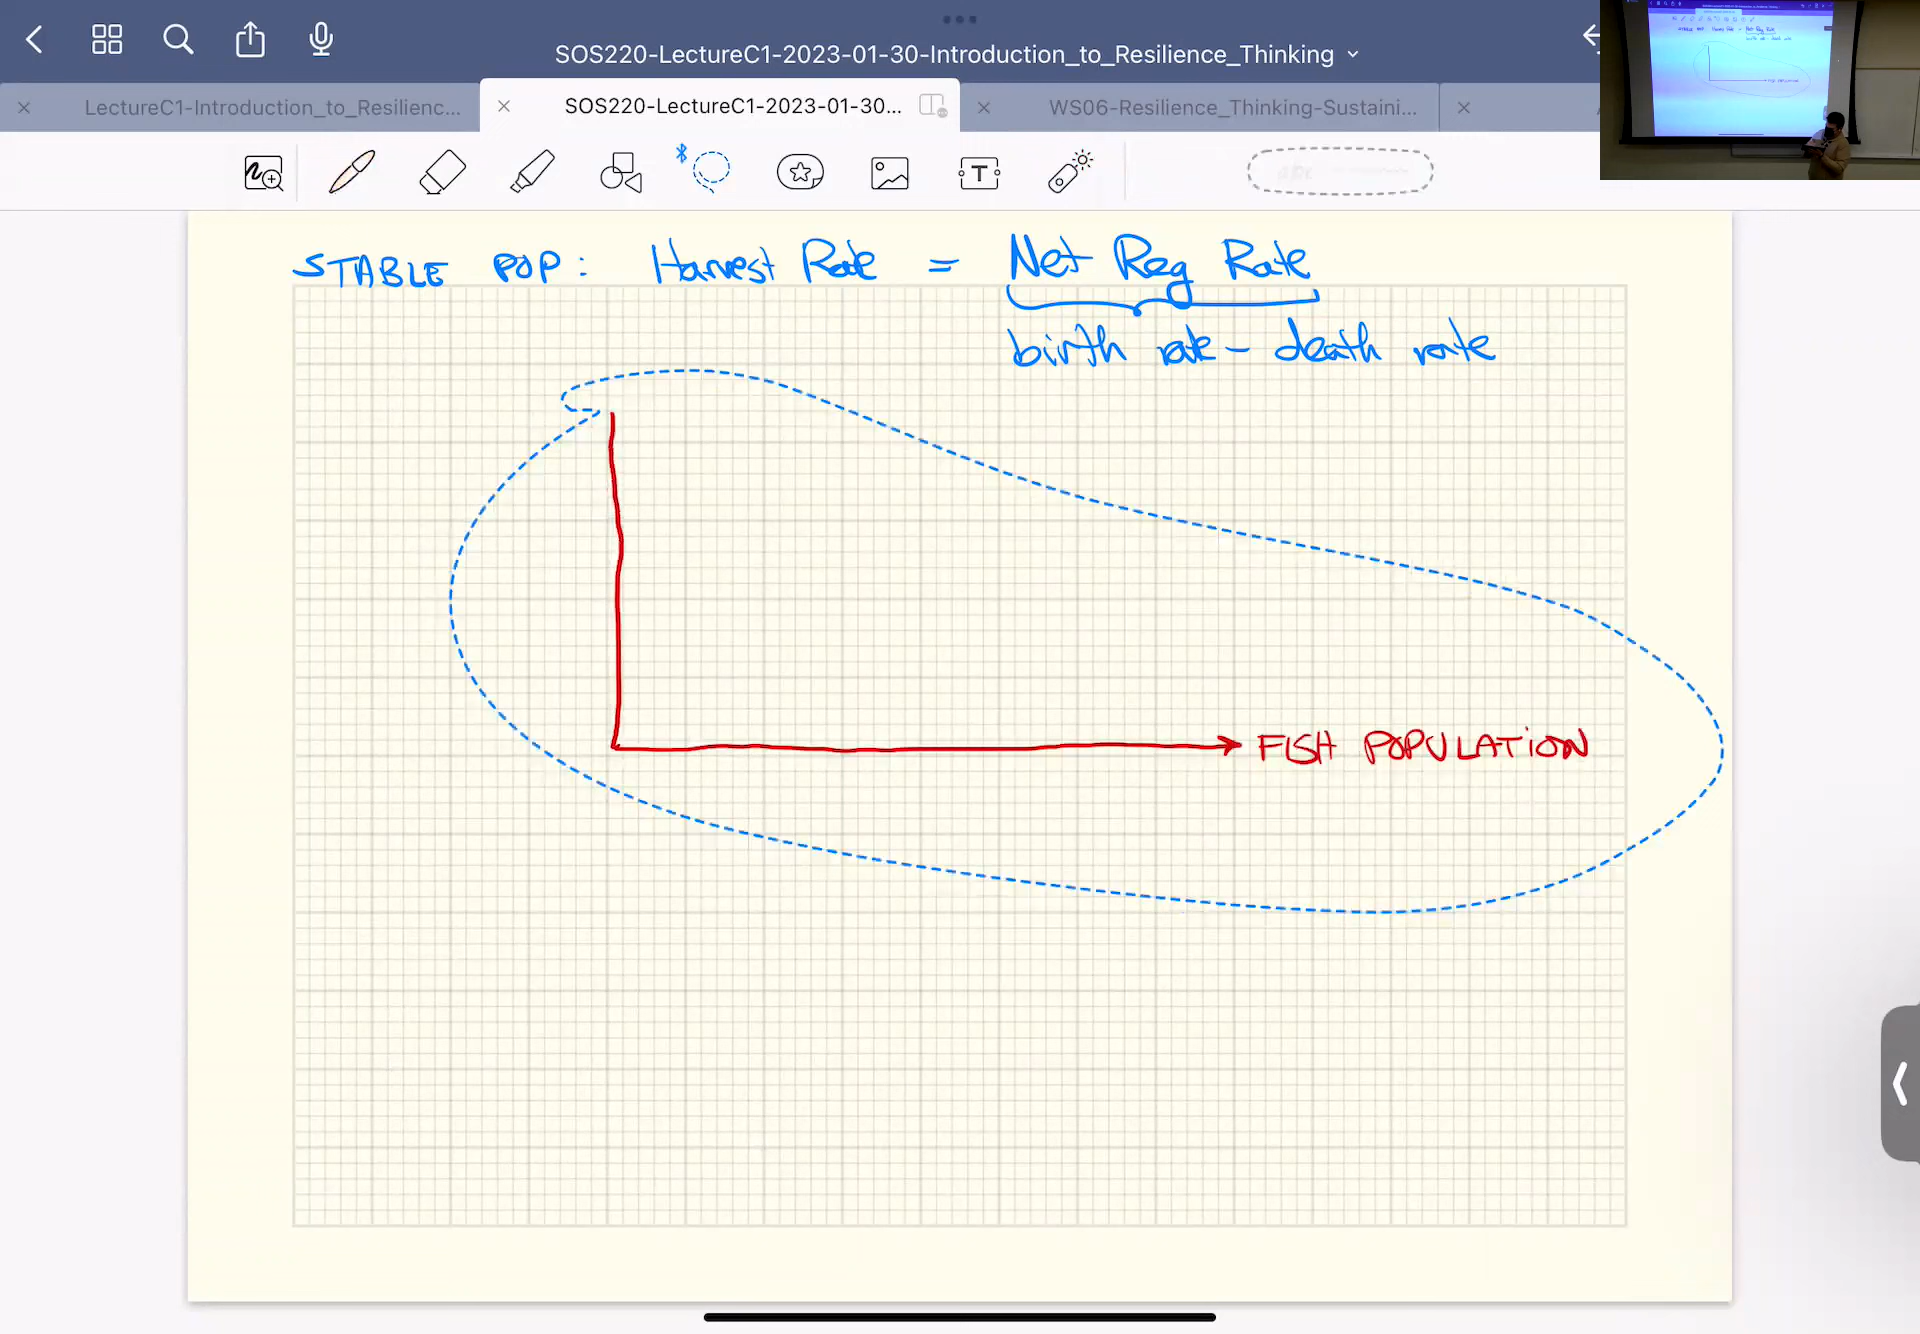 SOS220-LectureC1-2023-01-30-Introduction_to_Resilience_Thinking
LectureC1-Introduction_to_Resilienc...
SOS220-LectureC1-2023-01-30...
WS06-Resilience_Thinking-Sustaini...
STABLE POP: Harvest Rate = Net Reg Rate
birth rate - death rate
FISH POPULATION